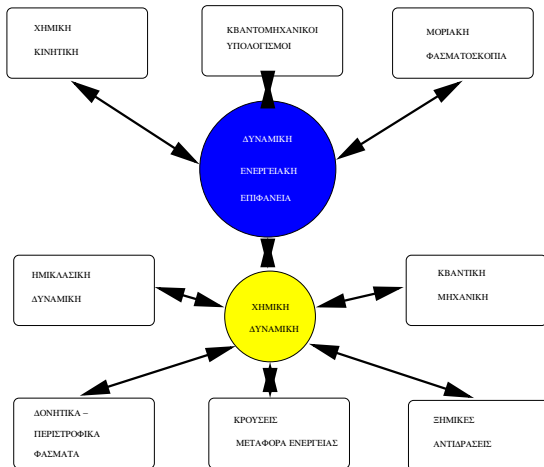 ΧΗΜΙΚΗ
ΚΙΝΗΤΙΚΗ
ΚΒΑΝΤΟΜΗΧΑΝΙΚΟΙ
ΥΠΟΛΟΓΙΣΜΟΙ
ΜΟΡΙΑΚΗ
ΦΑΣΜΑΤΟΣΚΟΠΙΑ
ΔΥΝΑΜΙΚΗ
ΕΝΕΡΓΕΙΑΚΗ
ΕΠΙΦΑΝΕΙΑ
ΗΜΙΚΛΑΣΙΚΗ
ΔΥΝΑΜΙΚΗ
ΚΒΑΝΤΙΚΗ
ΜΗΧΑΝΙΚΗ
ΧΗΜΙΚΗ
ΔΥΝΑΜΙΚΗ
ΔΟΝΗΤΙΚΑ –
ΠΕΡΙΣΤΡΟΦΙΚΑ
ΦΑΣΜΑΤΑ
ΚΡΟΥΣΕΙΣ
ΜΕΤΑΦΟΡΑ ΕΝΕΡΓΕΙΑΣ
ΞΗΜΙΚΕΣ
ΑΝΤΙΔΡΑΣΕΙΣ